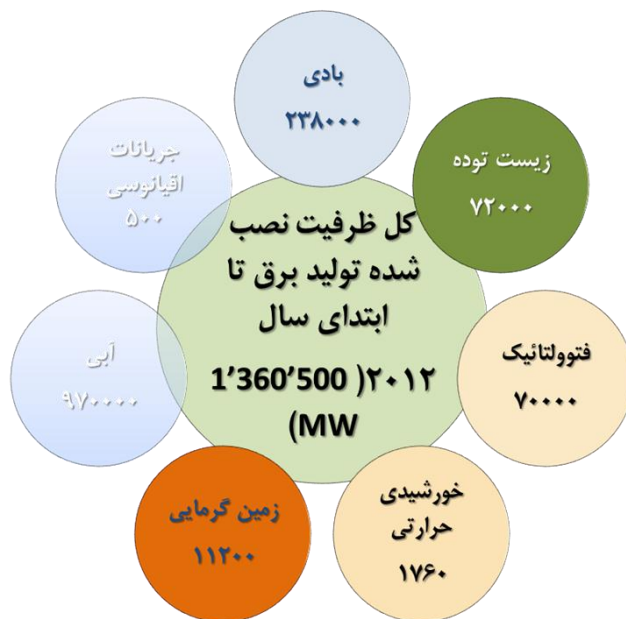 بادی
۲۳۸۰۰۰
زیست توده
۷۲۰۰۰
فتوولتائیک
۷۰۰۰۰
خورشیدی
حرارتی
۱۷۶۰
زمین گرمایی
۱۱۲۰۰
آبی
۹۷۰۰۰۰
جریانات
اقیانوسی
۵۰۰
کل ظرفیت نصب
شده تولید برق تا
ابتدای سال
۲۰۱۲( 1'360'500
MW)